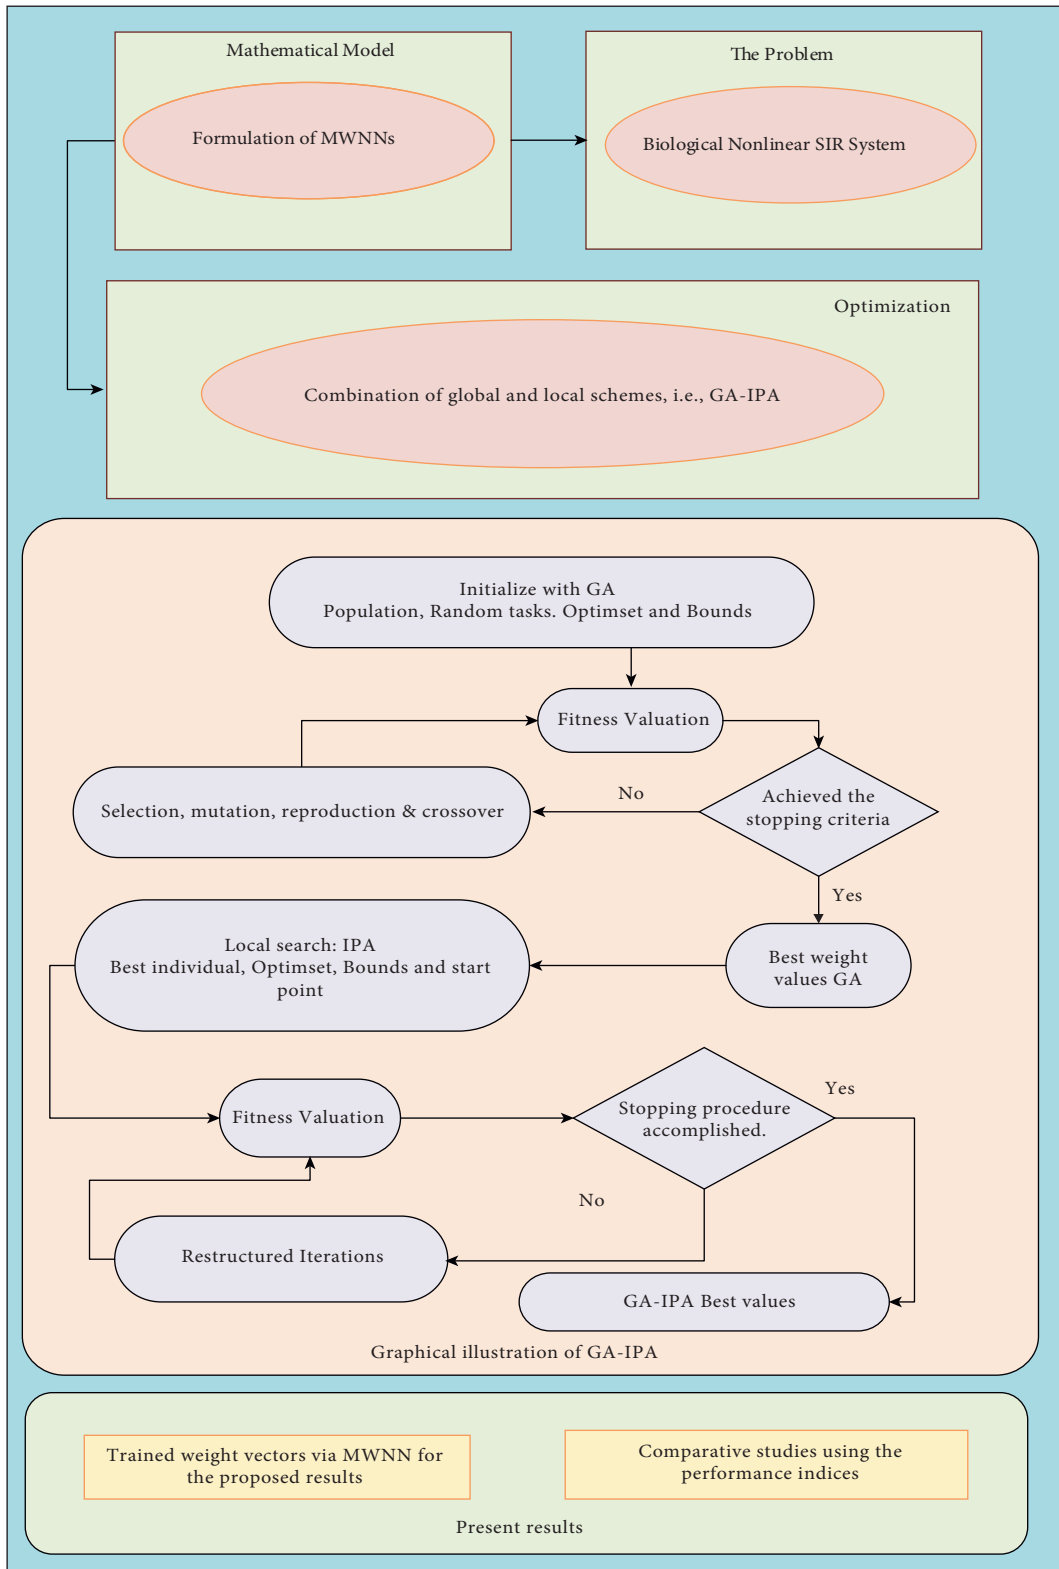 Mathematical Model
Formulation of MWNNs
The Problem
Biological Nonlinear SIR System
Optimization
Combination of global and local schemes, i.e., GA-IPA
Initialize with GA
Population, Random tasks. Optimset and Bounds
Fitness Valuation
Selection, mutation, reproduction & crossover
No
Achieved the
stopping criteria
Yes
Local search: IPA
Best individual, Optimset, Bounds and start
point
Best weight
values GA
Fitness Valuation
Stopping procedure
accomplished.
Yes
No
Restructured Iterations
GA-IPA Best values
Graphical illustration of GA-IPA
Trained weight vectors via MWNN for
the proposed results
Comparative studies using the
performance indices
Present results